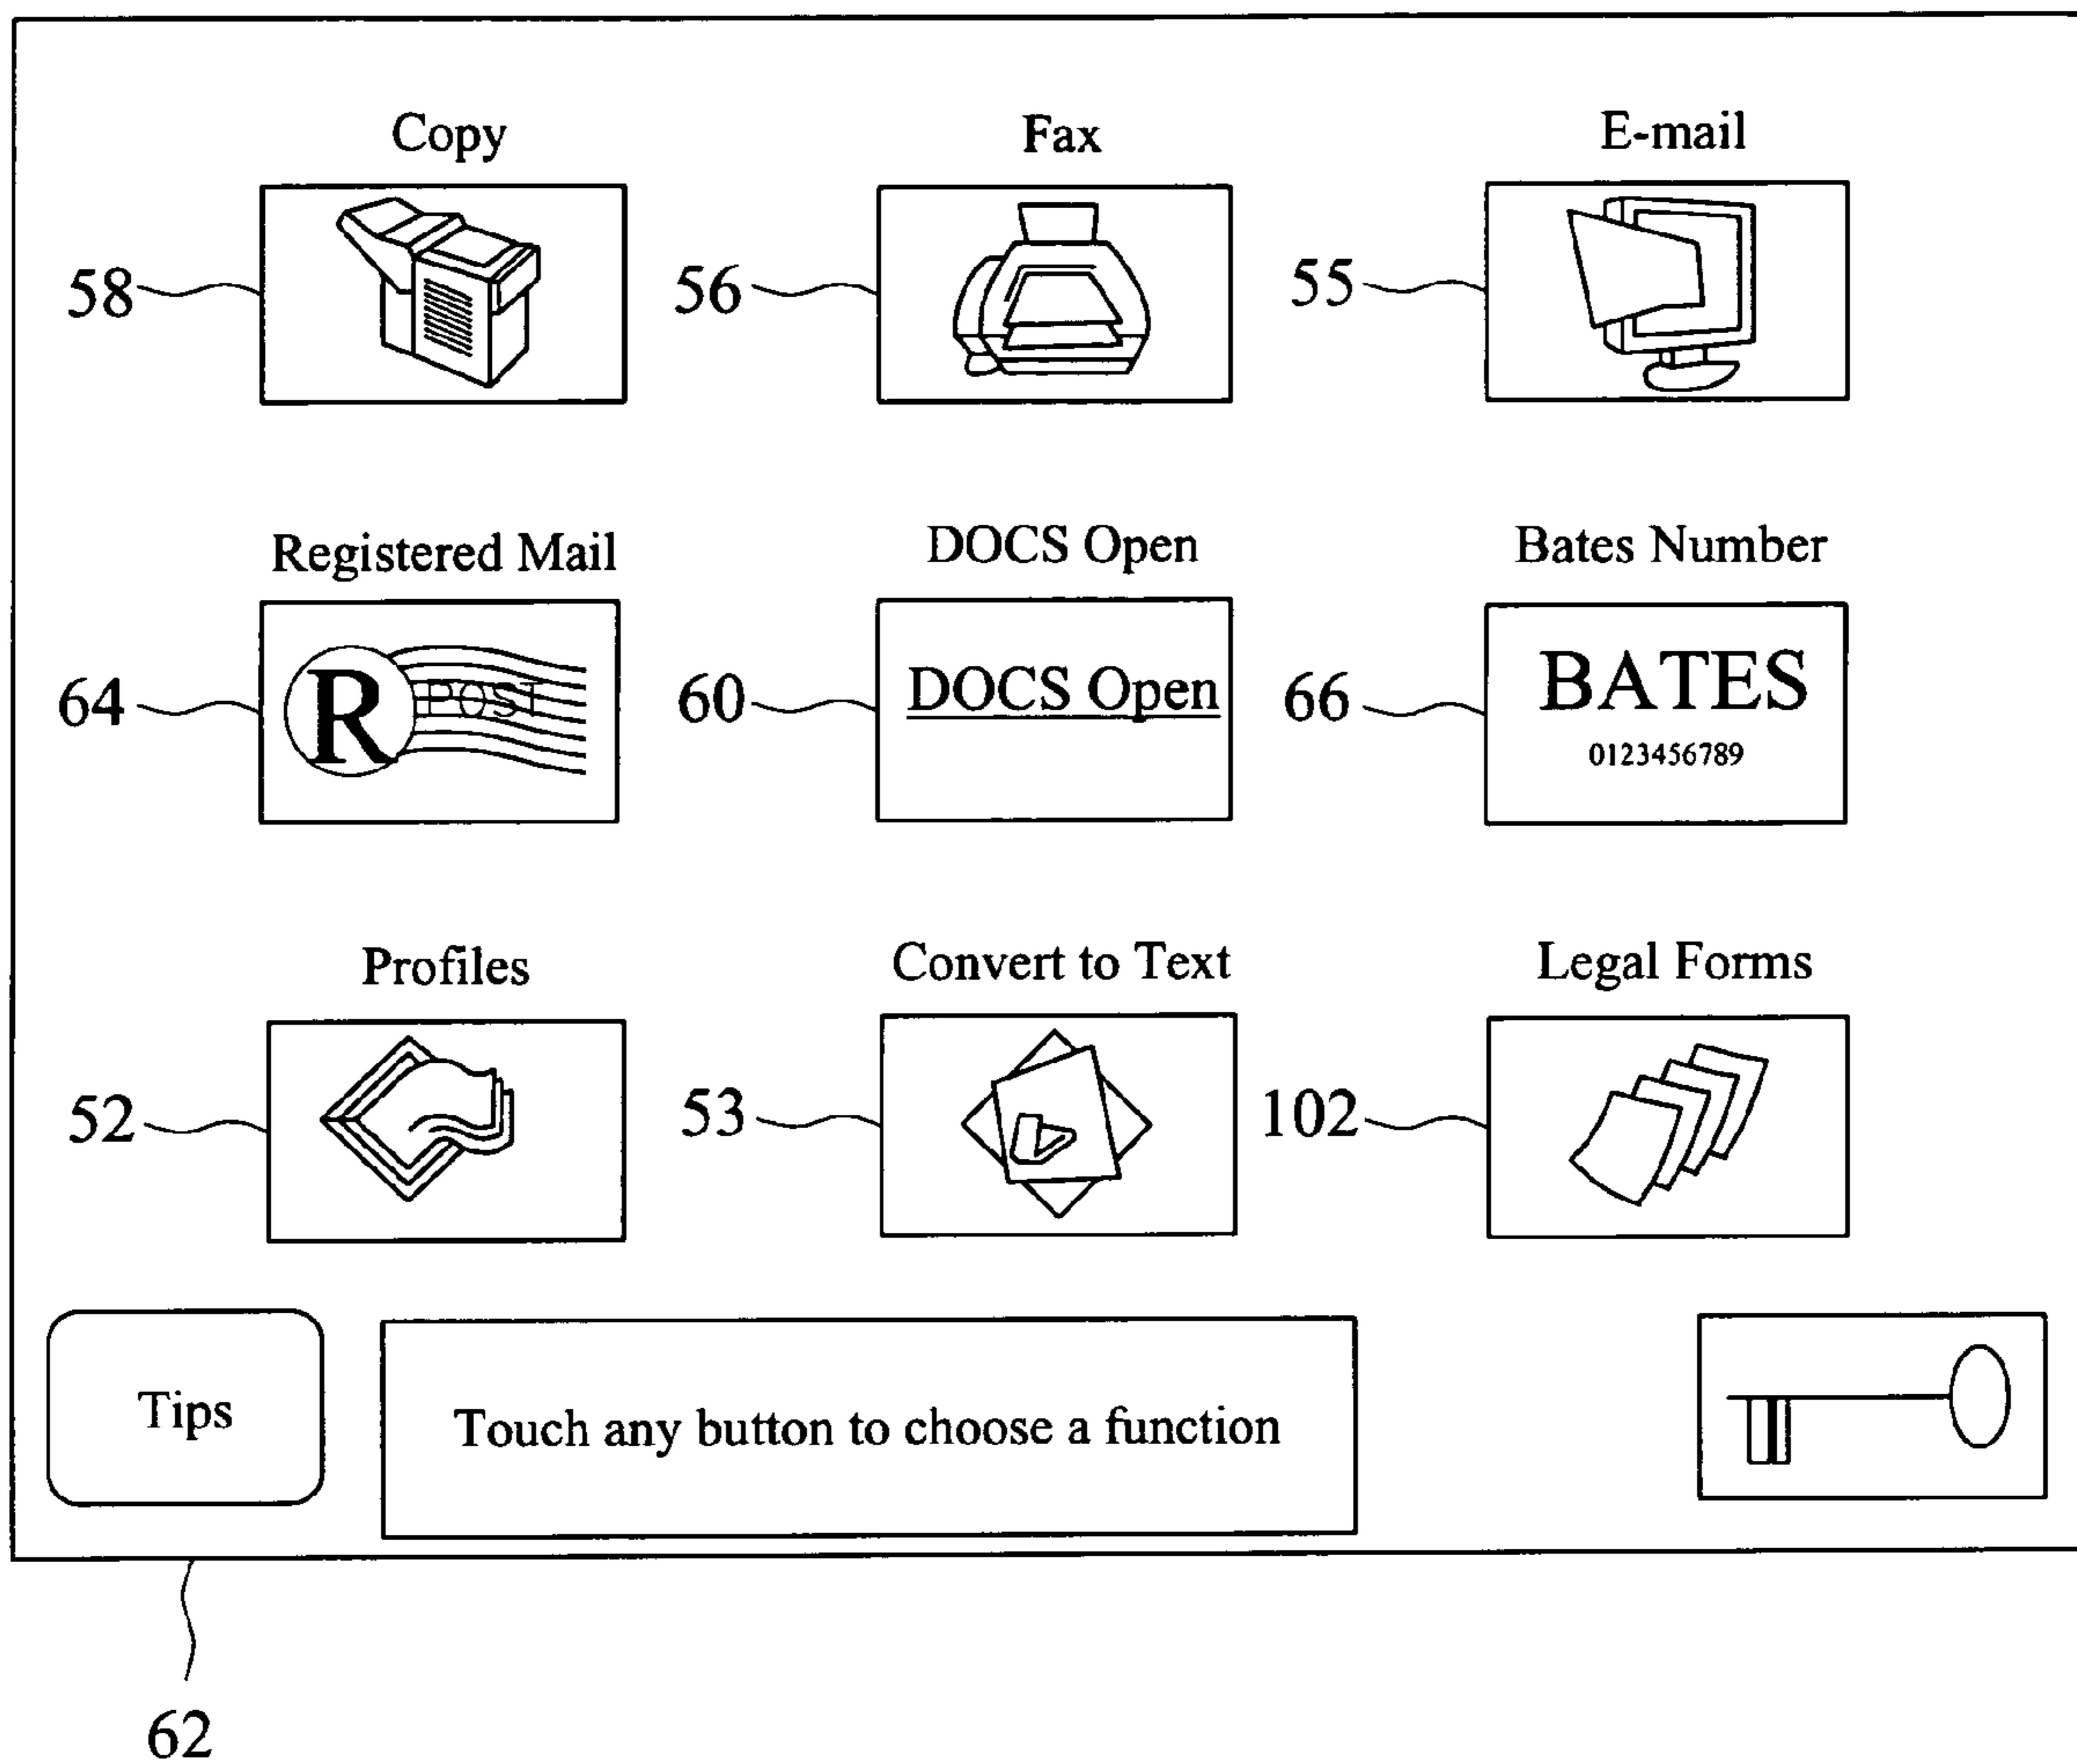 Copy Fax E-mail
58 56 55
Registered Mail DOCS Open Bates Number
64 R POST 60 DOCS Open 66 BATES
0123456789
Profiles Convert to Text Legal Forms
52 53 102
Tips Touch any button to choose a function
62